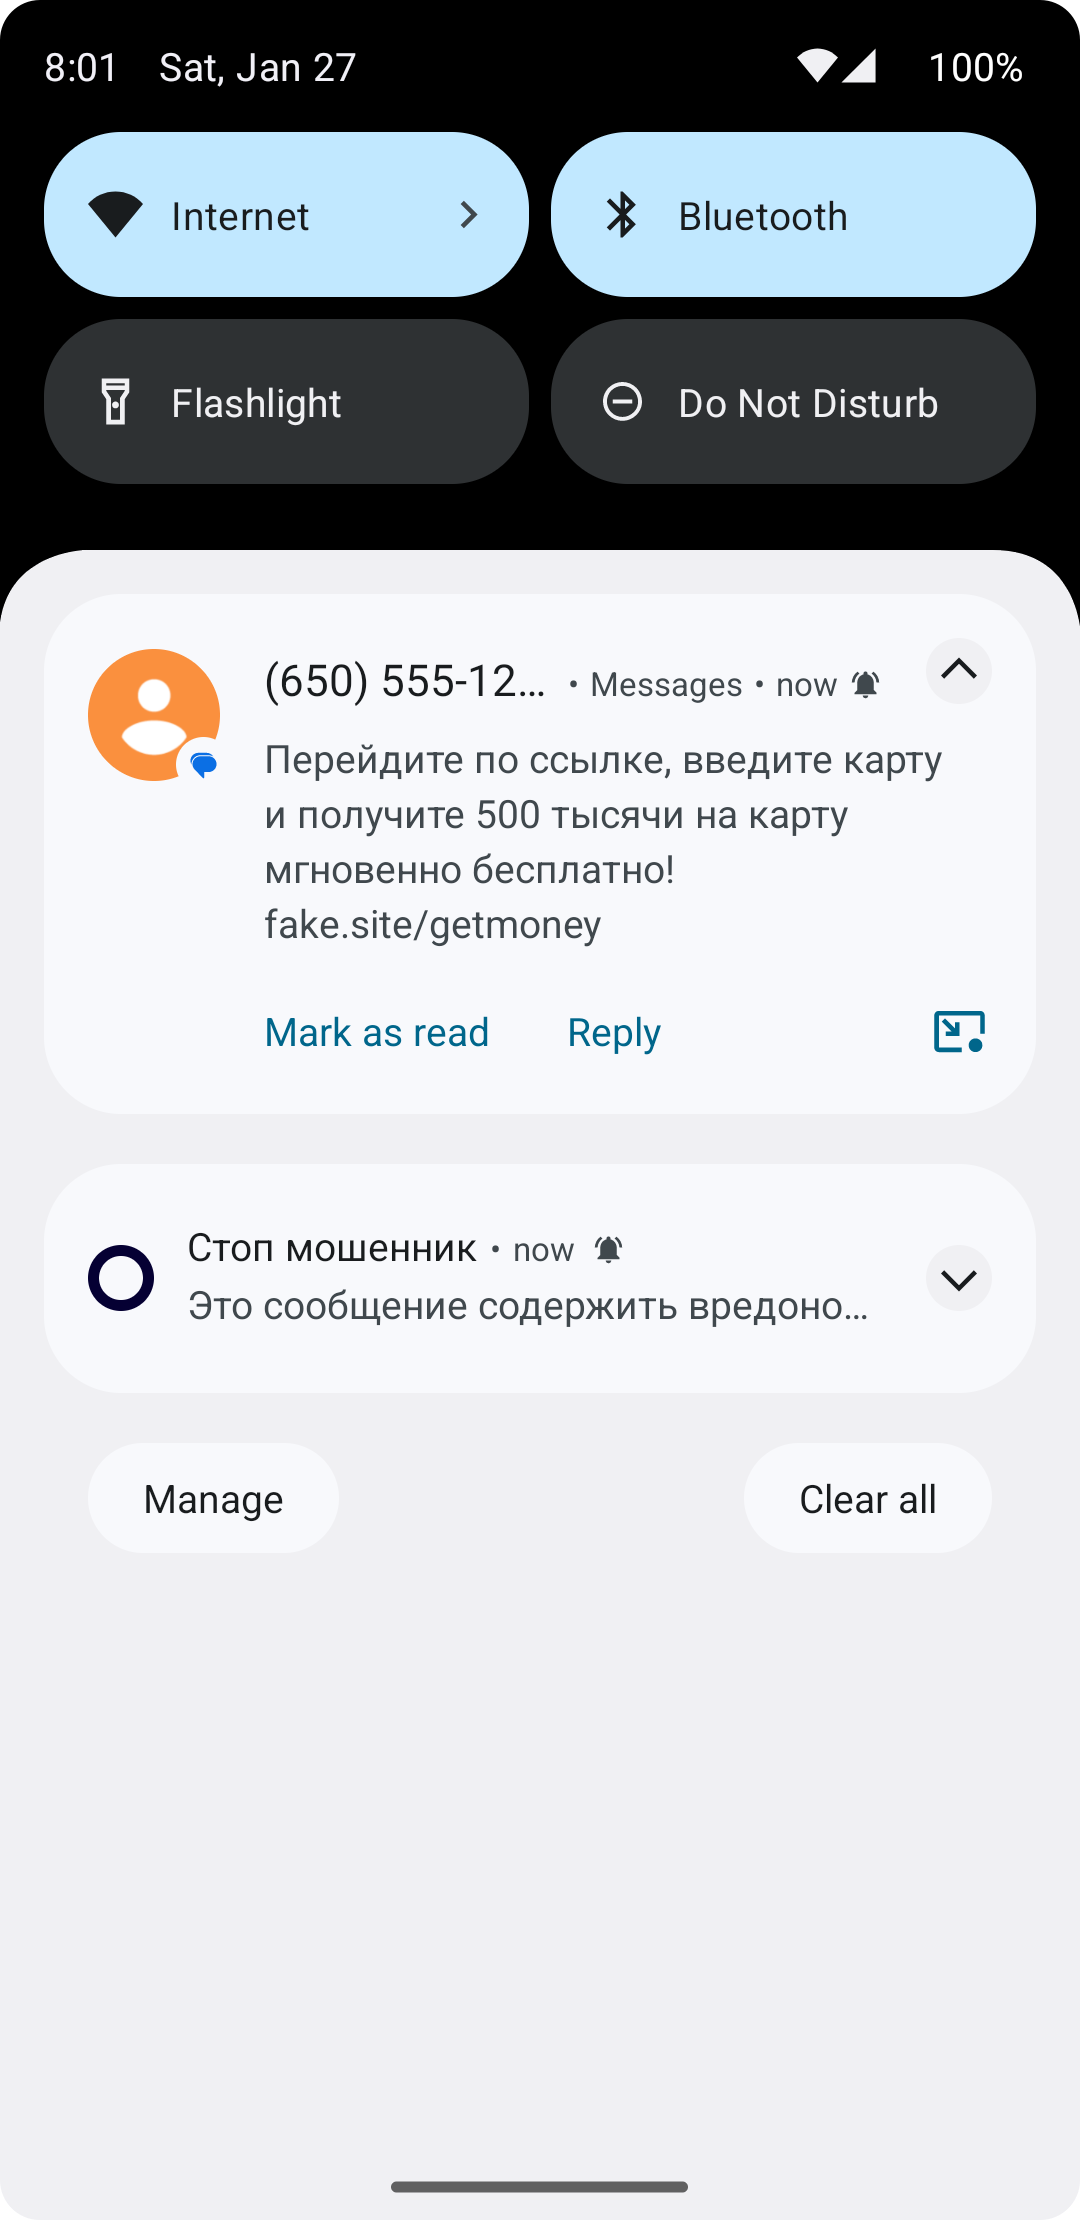 8:01 Sat, Jan 27 100%
Internet
Bluetooth
Flashlight
Do Not Disturb
(650) 555-12… • Messages • now
Перейдите по ссылке, введите карту
и получите 500 тысячи на карту
мгновенно бесплатно!
fake.site/getmoney
Mark as read Reply
Стоп мошенник • now
Это сообщение содержить вредоно…
Manage Clear all